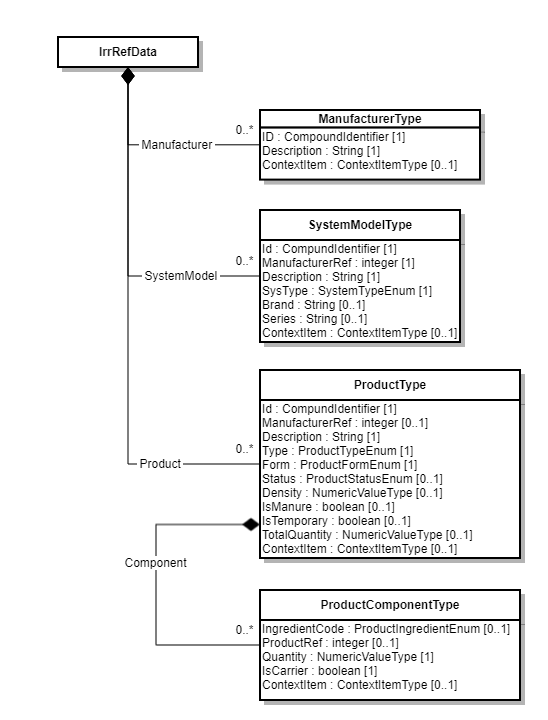 IrrRefData
0..*
Manufacturer
ManufacturerType
ID : CompoundIdentifier [1]
Description : String [1]
ContextItem : ContextItemType [0..1]
0..*
SystemModel
SystemModelType
Id : CompundIdentifier [1]
ManufacturerRef : integer [1]
Description : String [1]
SysType : SystemTypeEnum [1]
Brand : String [0..1]
Series : String [0..1]
ContextItem : ContextItemType [0..1]
0..*
Product
ProductType
Id : CompundIdentifier [1]
ManufacturerRef : integer [0..1]
Description : String [1]
Type : ProductTypeEnum [1]
Form : ProductFormEnum [1]
Status : ProductStatusEnum [0..1]
Density : NumericValueType [0..1]
IsManure : boolean [0..1]
IsTemporary : boolean [0..1]
TotalQuantity : NumericValueType [0..1]
ContextItem : ContextItemType [0..1]
Component
0..*
ProductComponentType
IngredientCode : ProductIngredientEnum [0..1]
ProductRef : integer [0..1]
Quantity : NumericValueType [1]
IsCarrier : boolean [1]
ContextItem : ContextItemType [0..1]